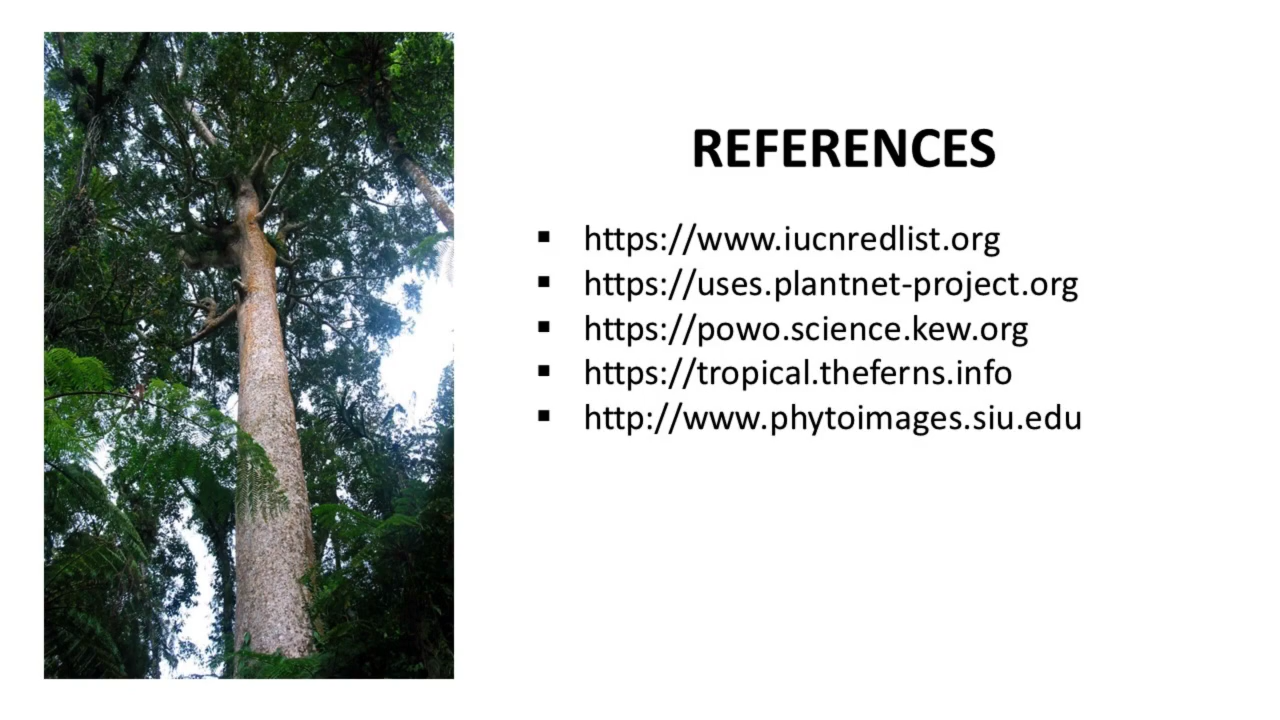 REFERENCES
▪ https://www.iucnredlist.org
▪ https://uses.plantnet-project.org
▪ https://powo.science.kew.org
▪ https://tropical.theferns.info
▪ http://www.phytoimages.siu.edu